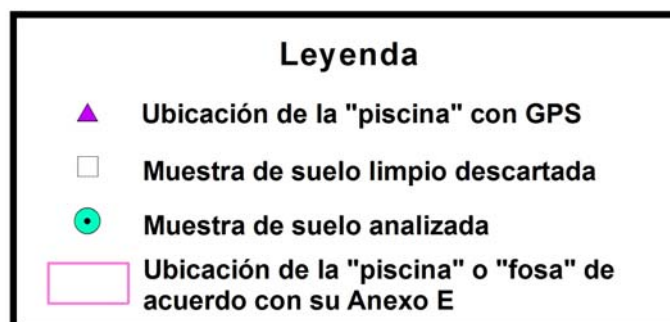 Leyenda
Ubicación de la "piscina" con GPS
Muestra de suelo limpio descartada
Muestra de suelo analizada
Ubicación de la "piscina" o "fosa" de
acuerdo con su Anexo E